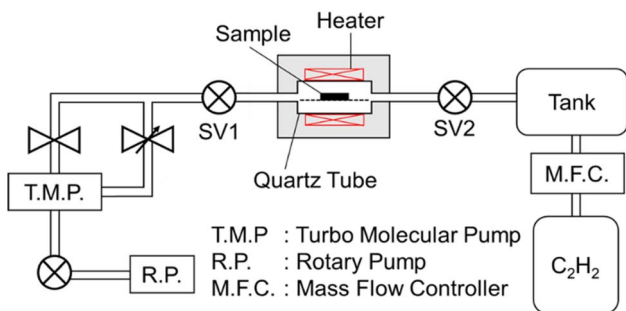 Heater
Sample
SV1
SV2
Tank
Quartz Tube
M.F.C.
T.M.P.
R.P.
C₂H₂
T.M.P : Turbo Molecular Pump
R.P. : Rotary Pump
M.F.C. : Mass Flow Controller